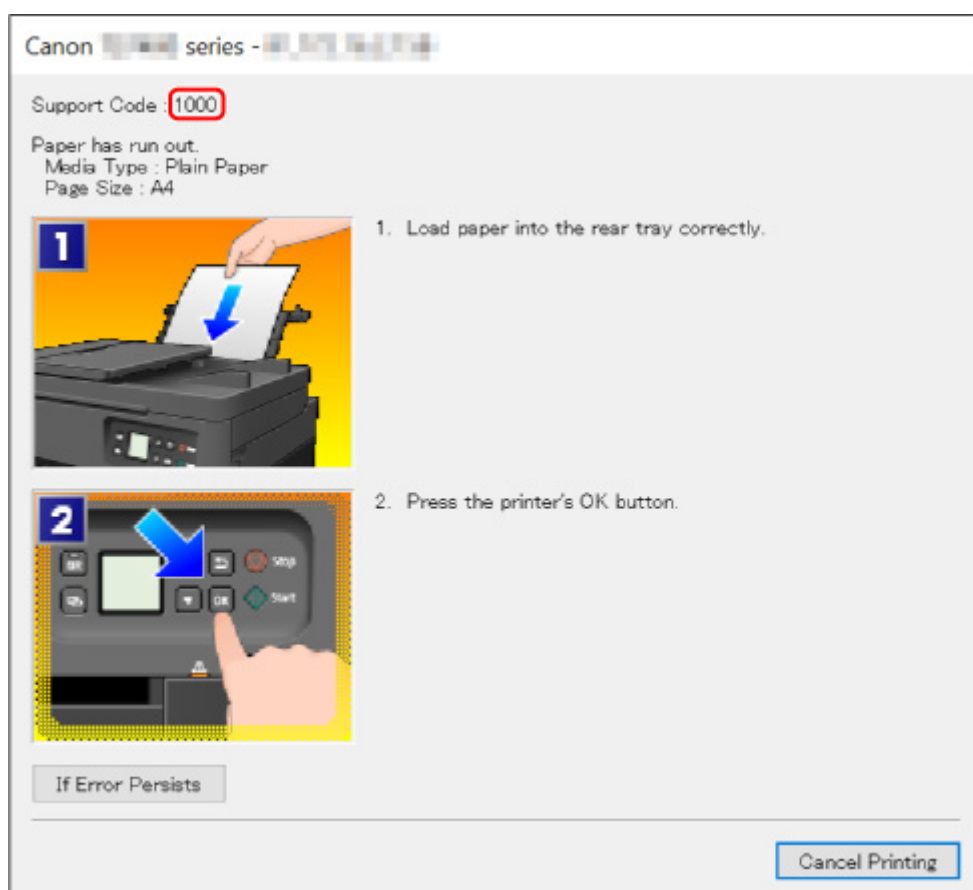 Canon series -
Support Code : 1000
Paper has run out.
Media Type : Plain Paper
Page Size : A4
1
1. Load paper into the rear tray correctly.
2
2. Press the printer's OK button.
Stop
OK
Start
If Error Persists
Cancel Printing